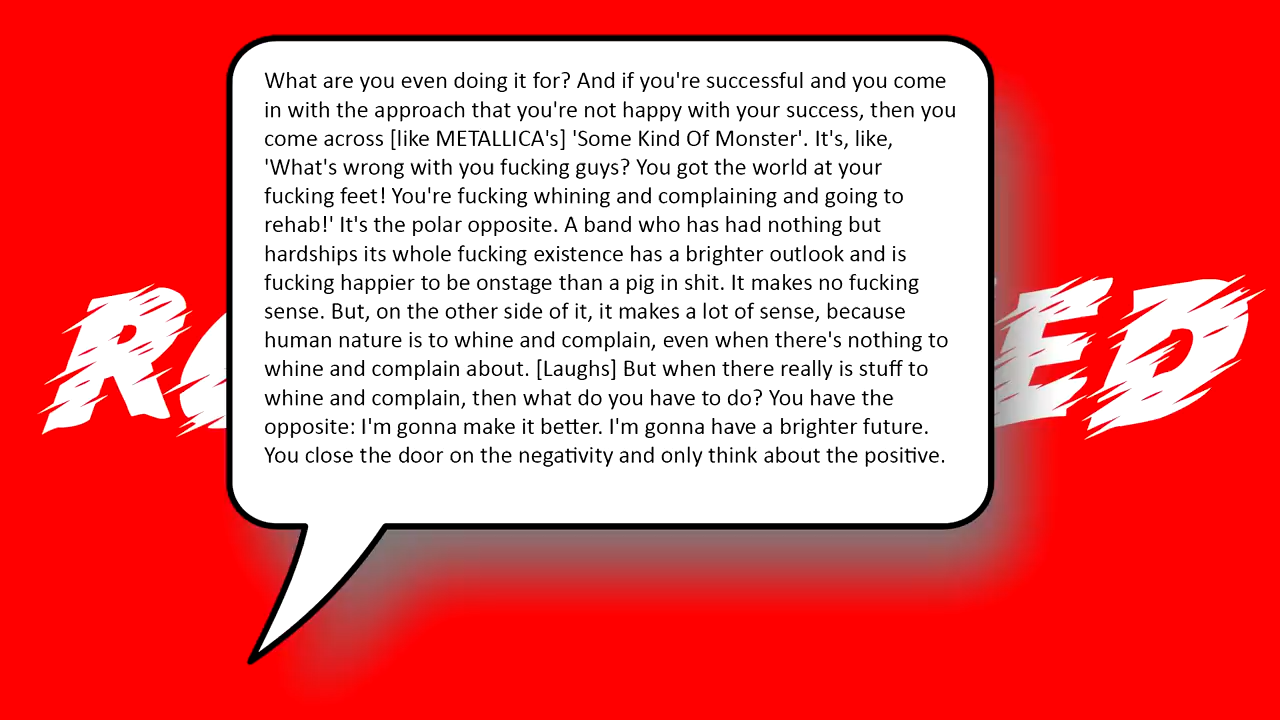 What are you even doing it for? And if you're successful and you come
in with the approach that you're not happy with your success, then you
come across [like METALLICA's] 'Some Kind Of Monster'. It's, like,
'What's wrong with you fucking guys? You got the world at your
fucking feet! You're fucking whining and complaining and going to
rehab!' It's the polar opposite. A band who has had nothing but
hardships its whole fucking existence has a brighter outlook and is
fucking happier to be onstage than a pig in shit. It makes no fucking
sense. But, on the other side of it, it makes a lot of sense, because
human nature is to whine and complain, even when there's nothing to
whine and complain about. [Laughs] But when there really is stuff to
whine and complain, then what do you have to do? You have the
opposite: I'm gonna make it better. I'm gonna have a brighter future.
You close the door on the negativity and only think about the positive.